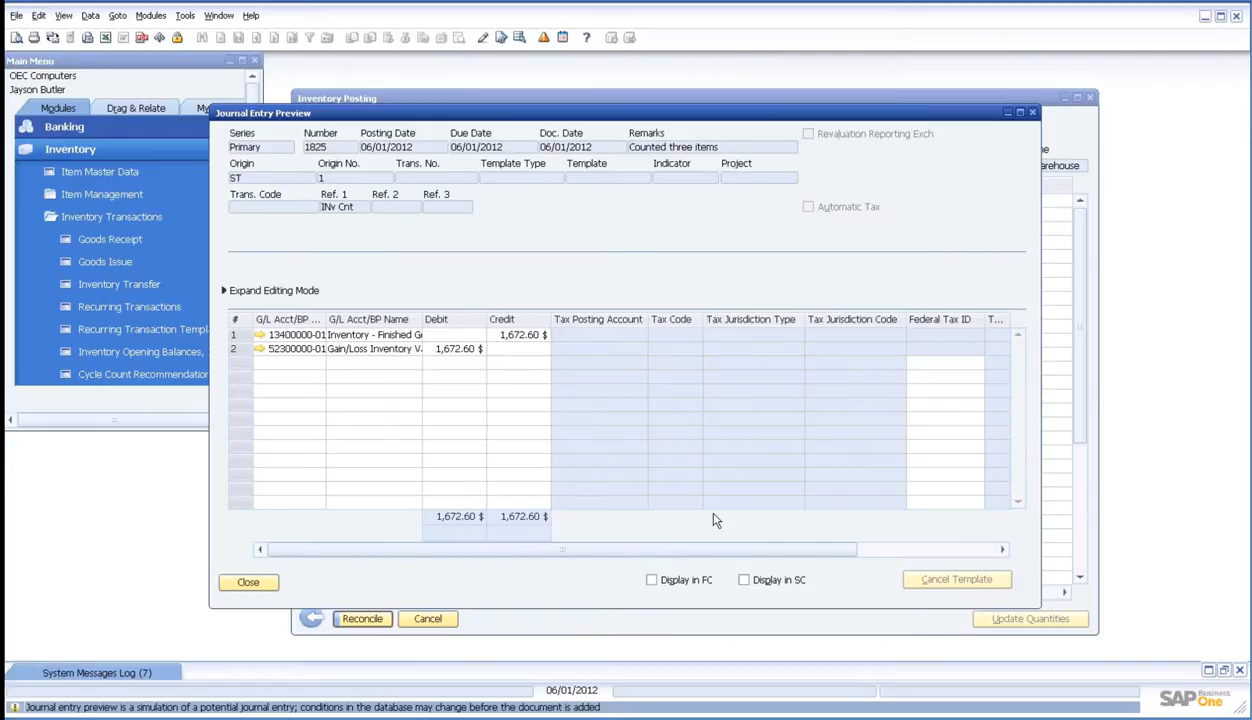 File Edit View Data Goto Modules Tools Window Help
Main Menu
OEC Computers
Jayson Butler
Modules Drag & Relate My
Banking
Inventory
Item Master Data
Item Management
Inventory Transactions
Goods Receipt
Goods Issue
Inventory Transfer
Recurring Transactions
Recurring Transaction Templ
Inventory Opening Balances,
Cycle Count Recommendation
Inventory Posting
Journal Entry Preview
Series Number Posting Date Due Date Doc. Date Remarks
Primary 1825 06/01/2012 06/01/2012 06/01/2012 Counted three items
Revaluation Reporting Exch
Origin Origin No. Trans. No. Template Type Template Indicator Project
ST 1
Trans. Code Ref. 1 Ref. 2 Ref. 3
INv Cnt
Automatic Tax
me
arehouse
Expand Editing Mode
# G/L Acct/BP ... G/L Acct/BP Name Debit Credit Tax Posting Account Tax Code Tax Jurisdiction Type Tax Jurisdiction Code Federal Tax ID T...
1 13400000-01 Inventory - Finished G 1,672.60 $
2 52300000-01 Gain/Loss Inventory V 1,672.60 $
1,672.60 $ 1,672.60 $
Display in FC Display in SC
Close Cancel Template
Reconcile Cancel Update Quantities
System Messages Log (7)
06/01/2012
Journal entry preview is a simulation of a potential journal entry; conditions in the database may change before the document is added
SAP Business One